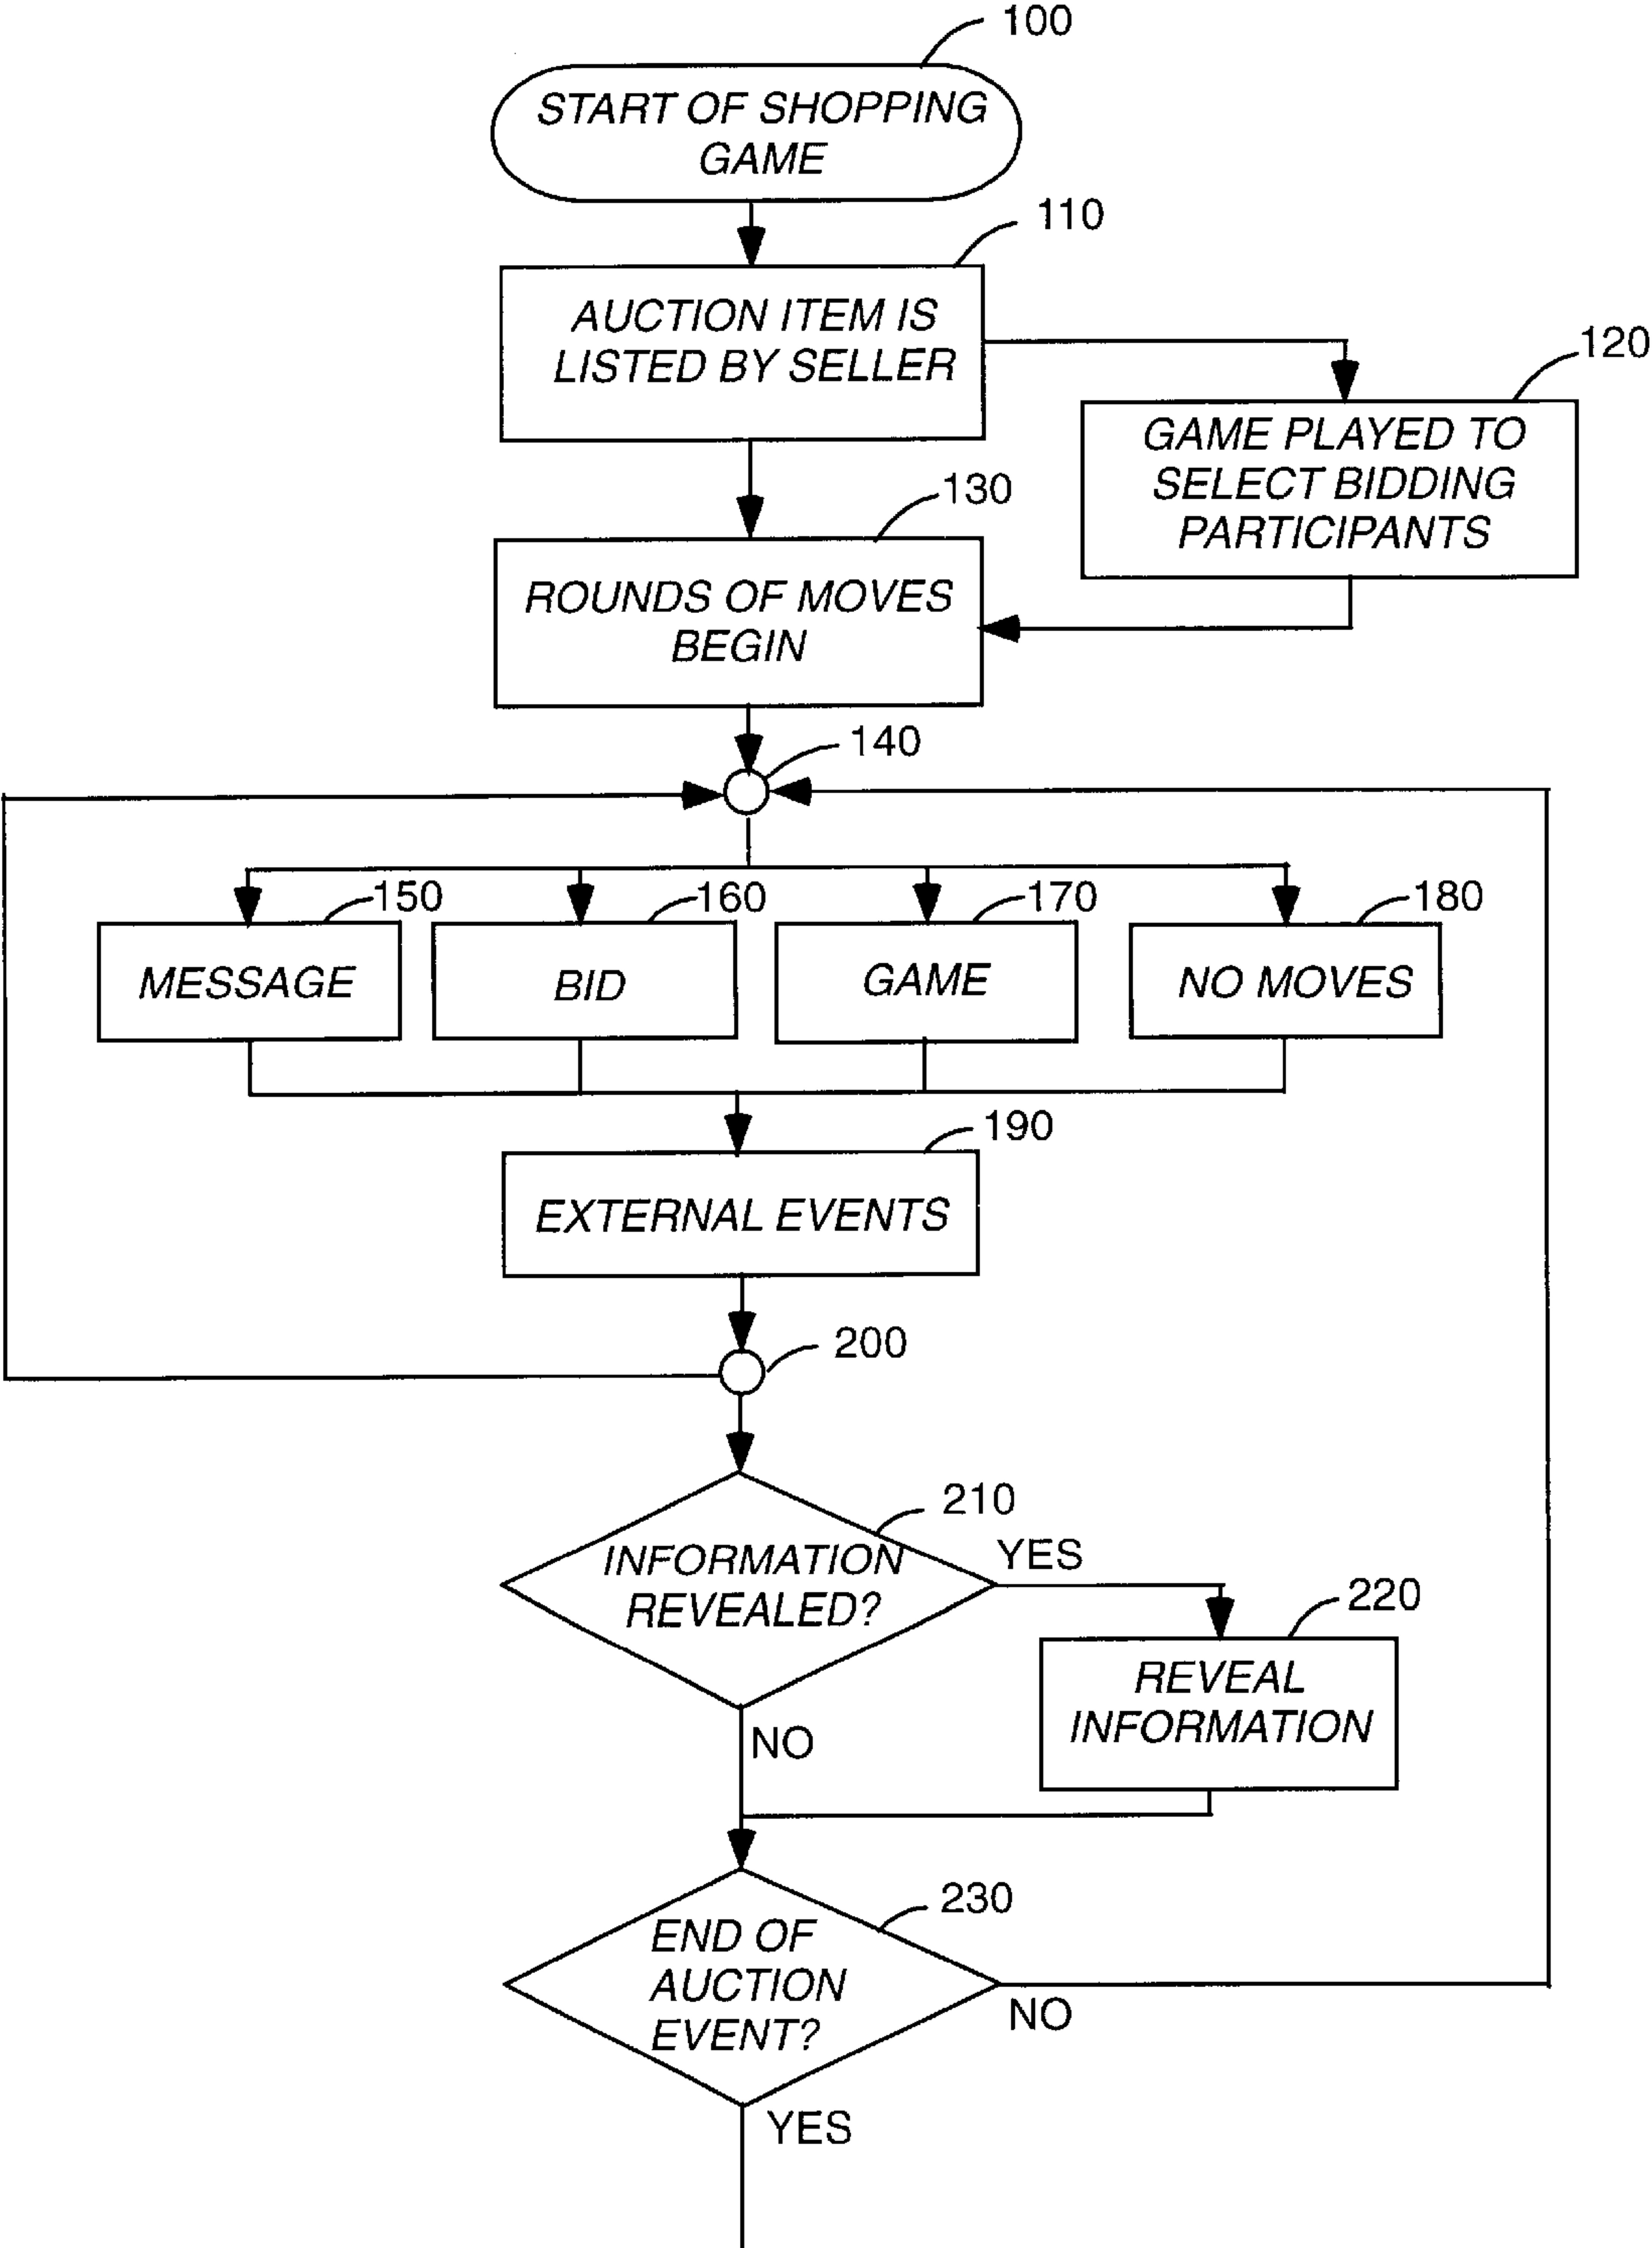 100
START OF SHOPPING
GAME
110
AUCTION ITEM IS
LISTED BY SELLER
120
GAME PLAYED TO
SELECT BIDDING
PARTICIPANTS
130
ROUNDS OF MOVES
BEGIN
140
150
160
170
180
MESSAGE
BID
GAME
NO MOVES
190
EXTERNAL EVENTS
200
210
INFORMATION
REVEALED?
YES
220
REVEAL
INFORMATION
NO
230
END OF
AUCTION
EVENT?
NO
YES